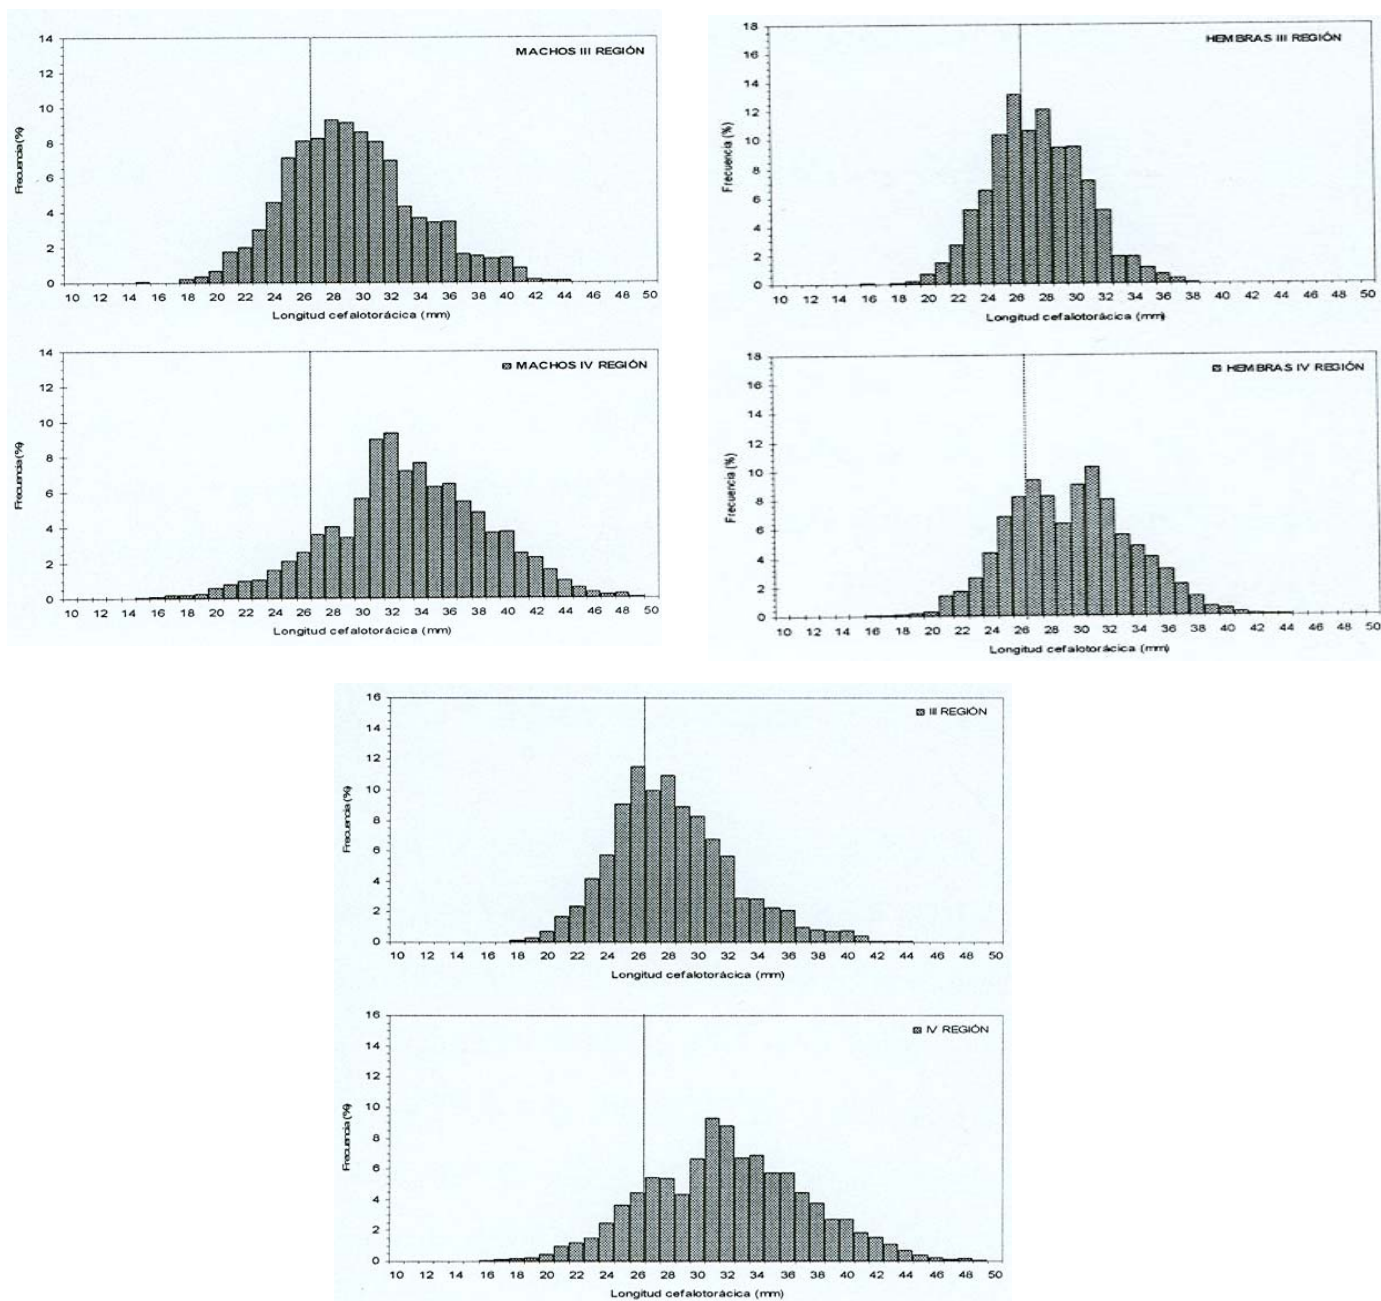 MACHOS III REGIÓN
14
12
10
8
6
4
2
0
Frecuencia (%)
10 12 14 16 18 20 22 24 26 28 30 32 34 36 38 40 42 44 46 48 50
Longitud cefalotorácica (mm)
HEMBRAS III REGIÓN
18
16
14
12
10
8
6
4
2
0
Frecuencia (%)
10 12 14 16 18 20 22 24 26 28 30 32 34 36 38 40 42 44 46 48 50
Longitud cefalotorácica (mm)
MACHOS IV REGIÓN
14
12
10
8
6
4
2
0
Frecuencia (%)
10 12 14 16 18 20 22 24 26 28 30 32 34 36 38 40 42 44 46 48 50
Longitud cefalotorácica (mm)
HEMBRAS IV REGIÓN
18
16
14
12
10
8
6
4
2
0
Frecuencia (%)
10 12 14 16 18 20 22 24 26 28 30 32 34 36 38 40 42 44 46 48 50
Longitud cefalotorácica (mm)
III REGIÓN
16
14
12
10
8
6
4
2
0
Frecuencia (%)
10 12 14 16 18 20 22 24 26 28 30 32 34 36 38 40 42 44 46 48 50
Longitud cefalotorácica (mm)
IV REGIÓN
16
14
12
10
8
6
4
2
0
Frecuencia (%)
10 12 14 16 18 20 22 24 26 28 30 32 34 36 38 40 42 44 46 48 50
Longitud cefalotorácica (mm)